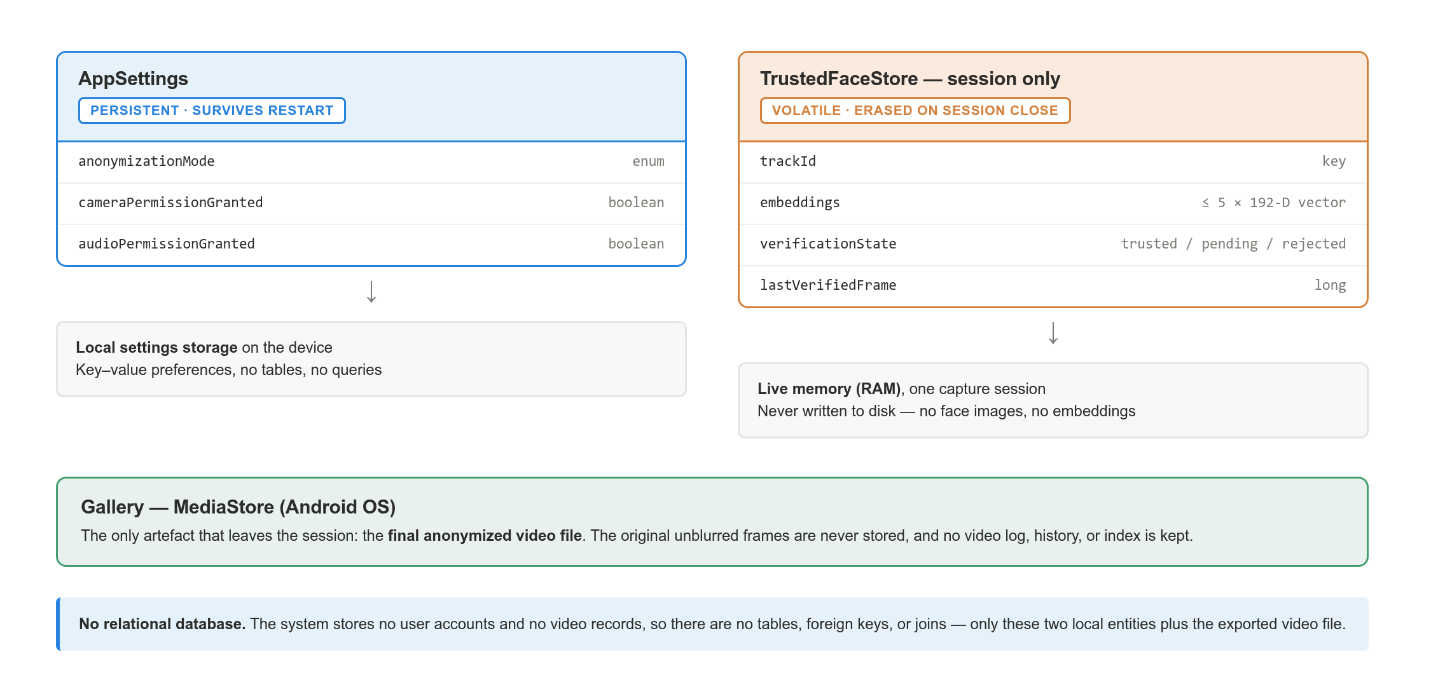 AppSettings
PERSISTENT · SURVIVES RESTART
anonymizationMode enum
cameraPermissionGranted boolean
audioPermissionGranted boolean
↓
Local settings storage on the device
Key–value preferences, no tables, no queries
TrustedFaceStore — session only
VOLATILE · ERASED ON SESSION CLOSE
trackId key
embeddings ≤ 5 × 192-D vector
verificationState trusted / pending / rejected
lastVerifiedFrame long
↓
Live memory (RAM), one capture session
Never written to disk — no face images, no embeddings
Gallery — MediaStore (Android OS)
The only artefact that leaves the session: the final anonymized video file. The original unblurred frames are never stored, and no video log, history, or index is kept.
No relational database. The system stores no user accounts and no video records, so there are no tables, foreign keys, or joins — only these two local entities plus the exported video file.